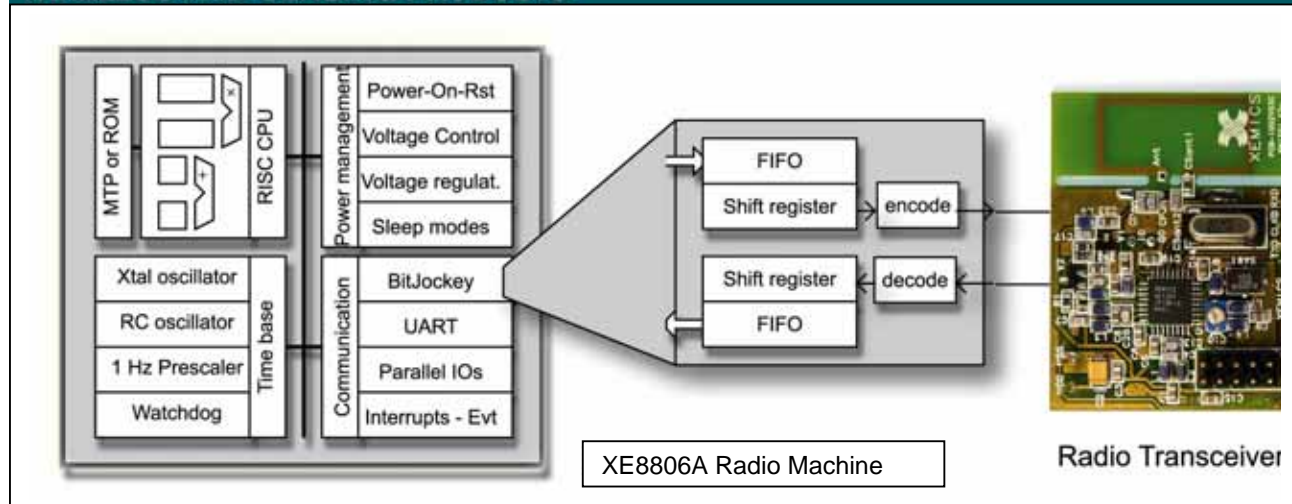 MTP or ROM
RISC CPU
Power management
Power-On-Rst
Voltage Control
Voltage regulat.
Sleep modes
Xtal oscillator
RC oscillator
1 Hz Prescaler
Watchdog
Time base
Communication
BitJockey
UART
Parallel IOs
Interrupts - Evt
FIFO
Shift register
encode
Shift register
decode
FIFO
XEMICS
Ant
XE8806A Radio Machine
Radio Transceiver